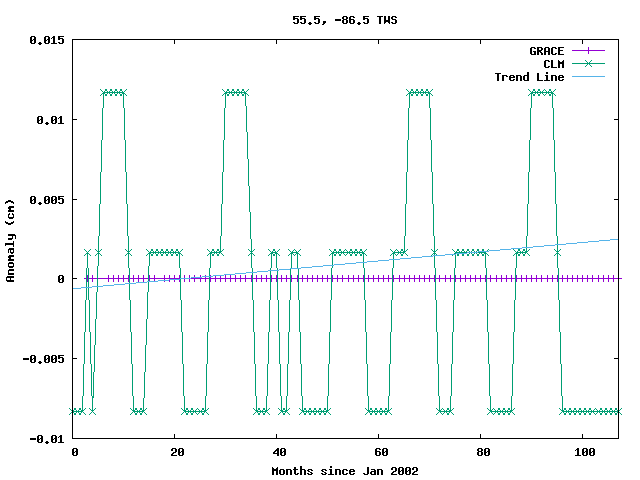 55.5, -86.5 TWS
0.015
GRACE
CLM
Trend Line
0.01
0.005
Anomaly (cm)
0
-0.005
-0.01
0 20 40 60 80 100
Months since Jan 2002